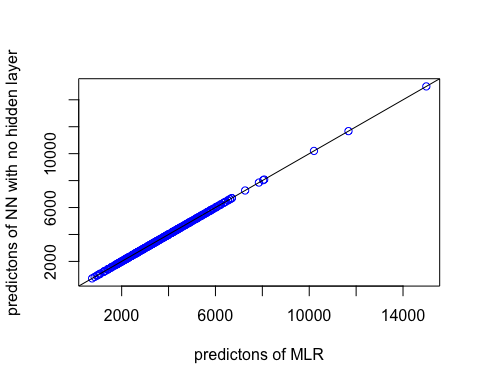 predictons of NN with no hidden layer
10000
6000
2000
2000 6000 10000 14000
predictons of MLR